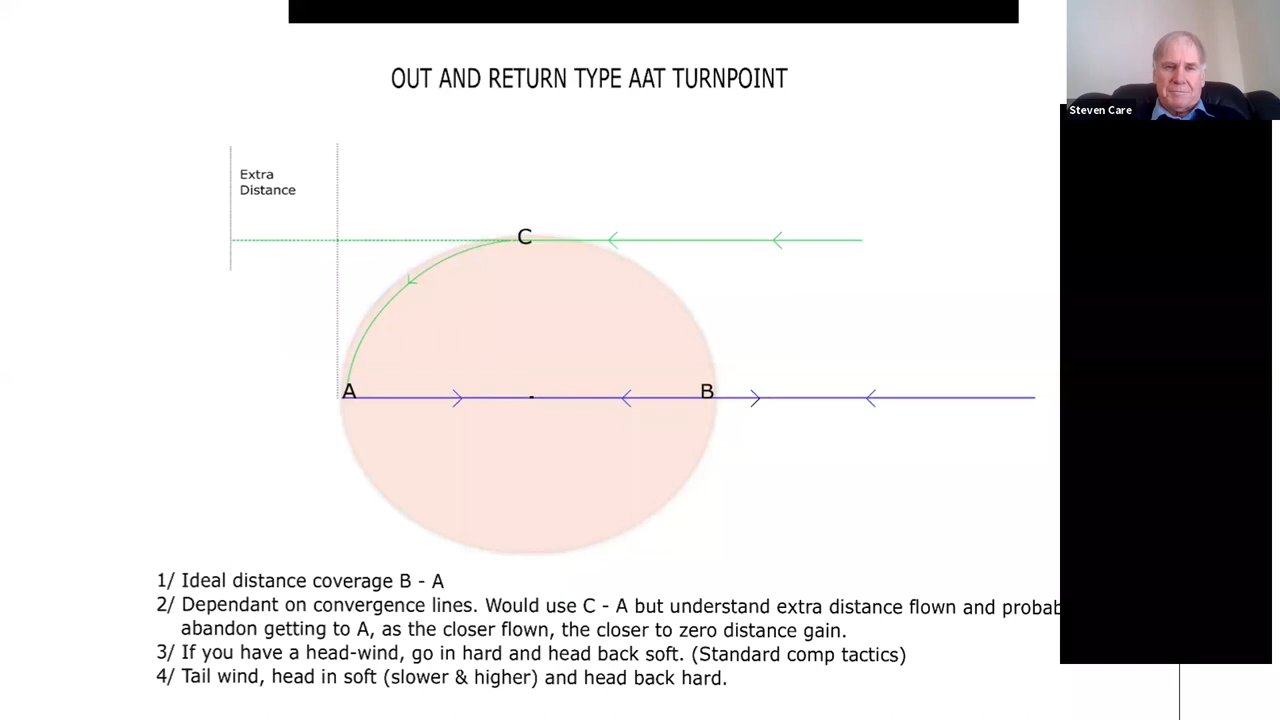 OUT AND RETURN TYPE AAT TURNPOINT
Steven Care
Extra
Distance
C
A
B
1/ Ideal distance coverage B - A
2/ Dependant on convergence lines. Would use C - A but understand extra distance flown and
abandon getting to A, as the closer flown, the closer to zero distance gain.
3/ If you have a head-wind, go in hard and head back soft. (Standard comp tactics)
4/ Tail wind, head in soft (slower & higher) and head back hard.